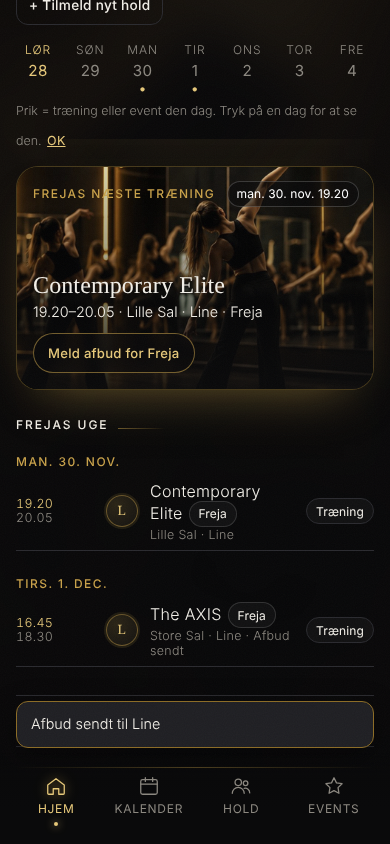 + Tilmeld nyt hold
LØR SØN MAN TIR ONS TOR FRE
28 29 30 1 2 3 4
Prik = træning eller event den dag. Tryk på en dag for at se
den. OK
FREJAS NÆSTE TRÆNING man. 30. nov. 19.20
Contemporary Elite
19.20–20.05 · Lille Sal · Line · Freja
Meld afbud for Freja
FREJAS UGE
MAN. 30. NOV.
19.20
20.05
L
Contemporary
Elite Freja
Lille Sal · Line
Træning
TIRS. 1. DEC.
16.45
18.30
L
The AXIS Freja
Store Sal · Line · Afbud
sendt
Træning
Afbud sendt til Line
HJEM KALENDER HOLD EVENTS